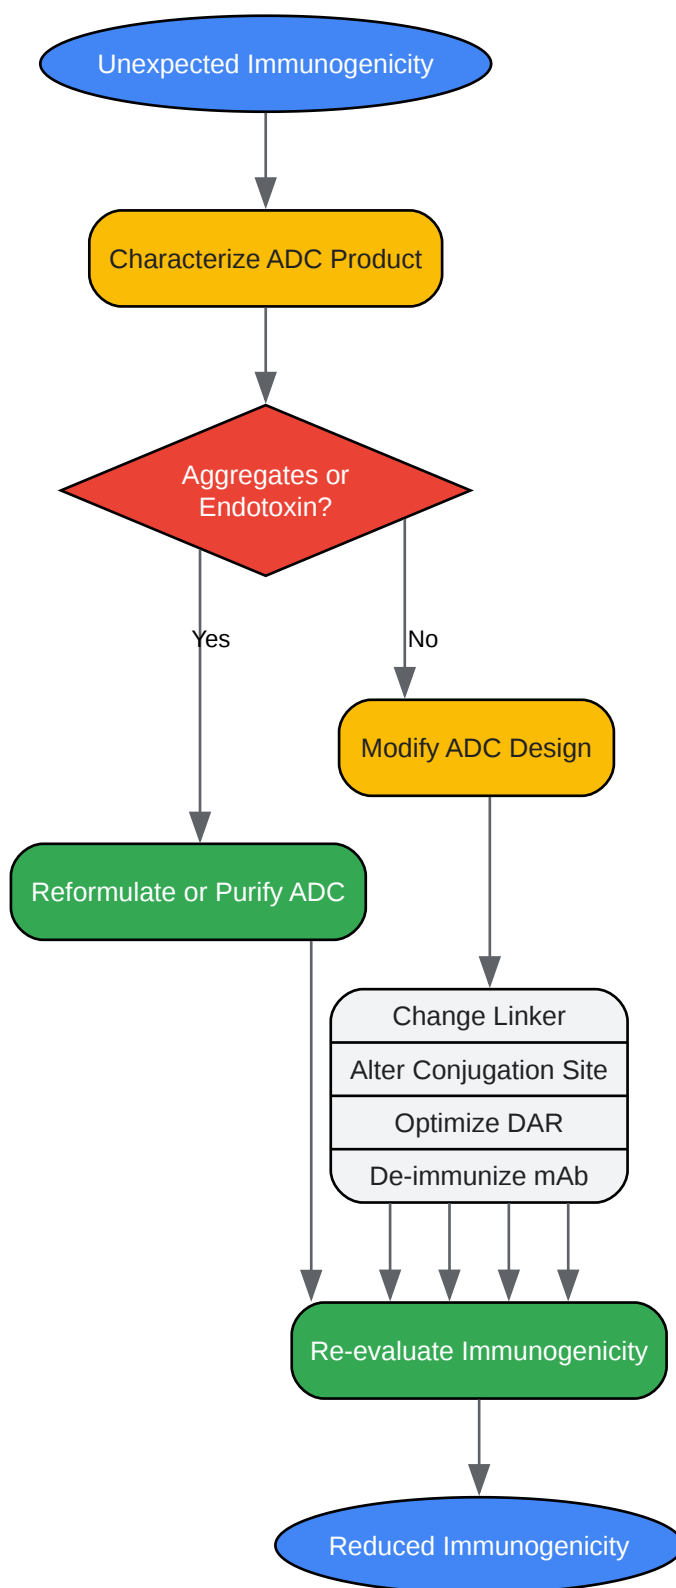 Unexpected Immunogenicity
Characterize ADC Product
Aggregates or
Endotoxin?
Yes
No
Modify ADC Design
Reformulate or Purify ADC
Change Linker
Alter Conjugation Site
Optimize DAR
De-immunize mAb
Re-evaluate Immunogenicity
Reduced Immunogenicity